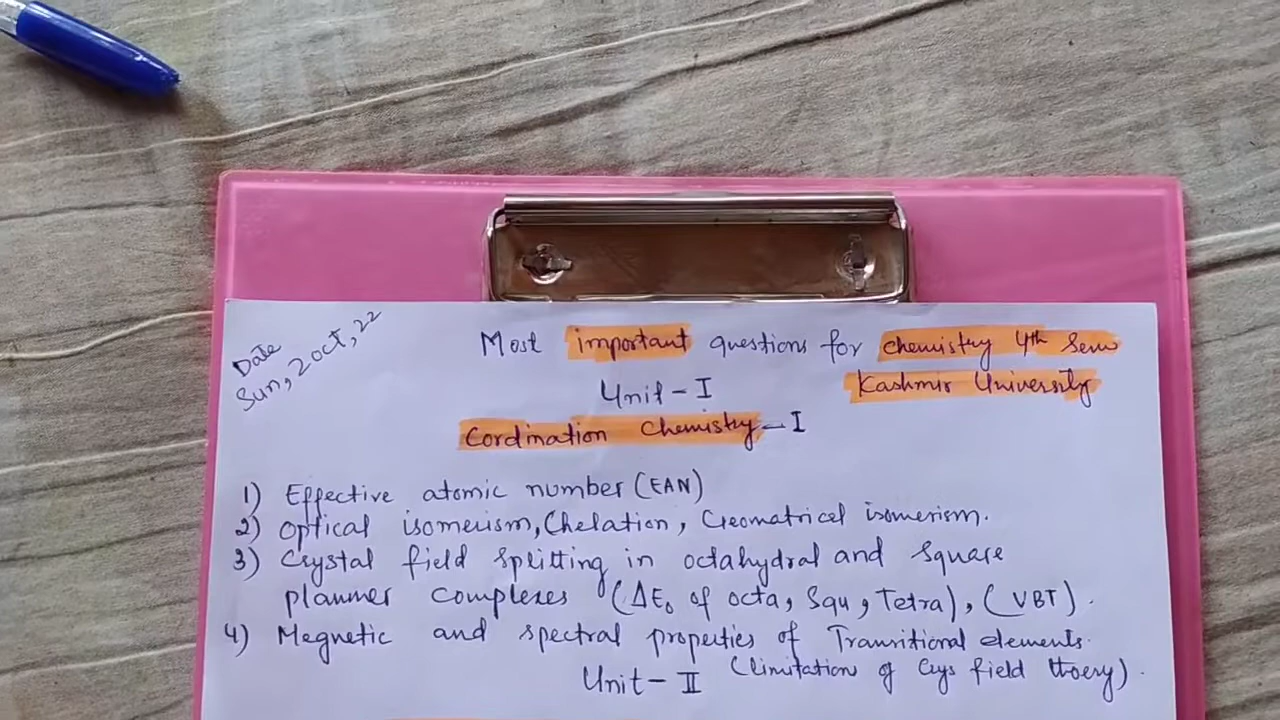 Date
Sun, 2 oct, 22
Most important questions for chemistry 4th Sem
Kashmir University
Unit - I
Cordination Chemistry - I
1) Effective atomic number (EAN)
2) Optical isomerism, Chelation, Geomatrical isomerism.
3) Crystal field splitting in octahydral and square
planner complexes (ΔE₀ of octa, Squ, Tetra), (VBT).
4) Megnetic and spectral properties of Transitional elements.
(limitation of Crys field thoery).
Unit - II